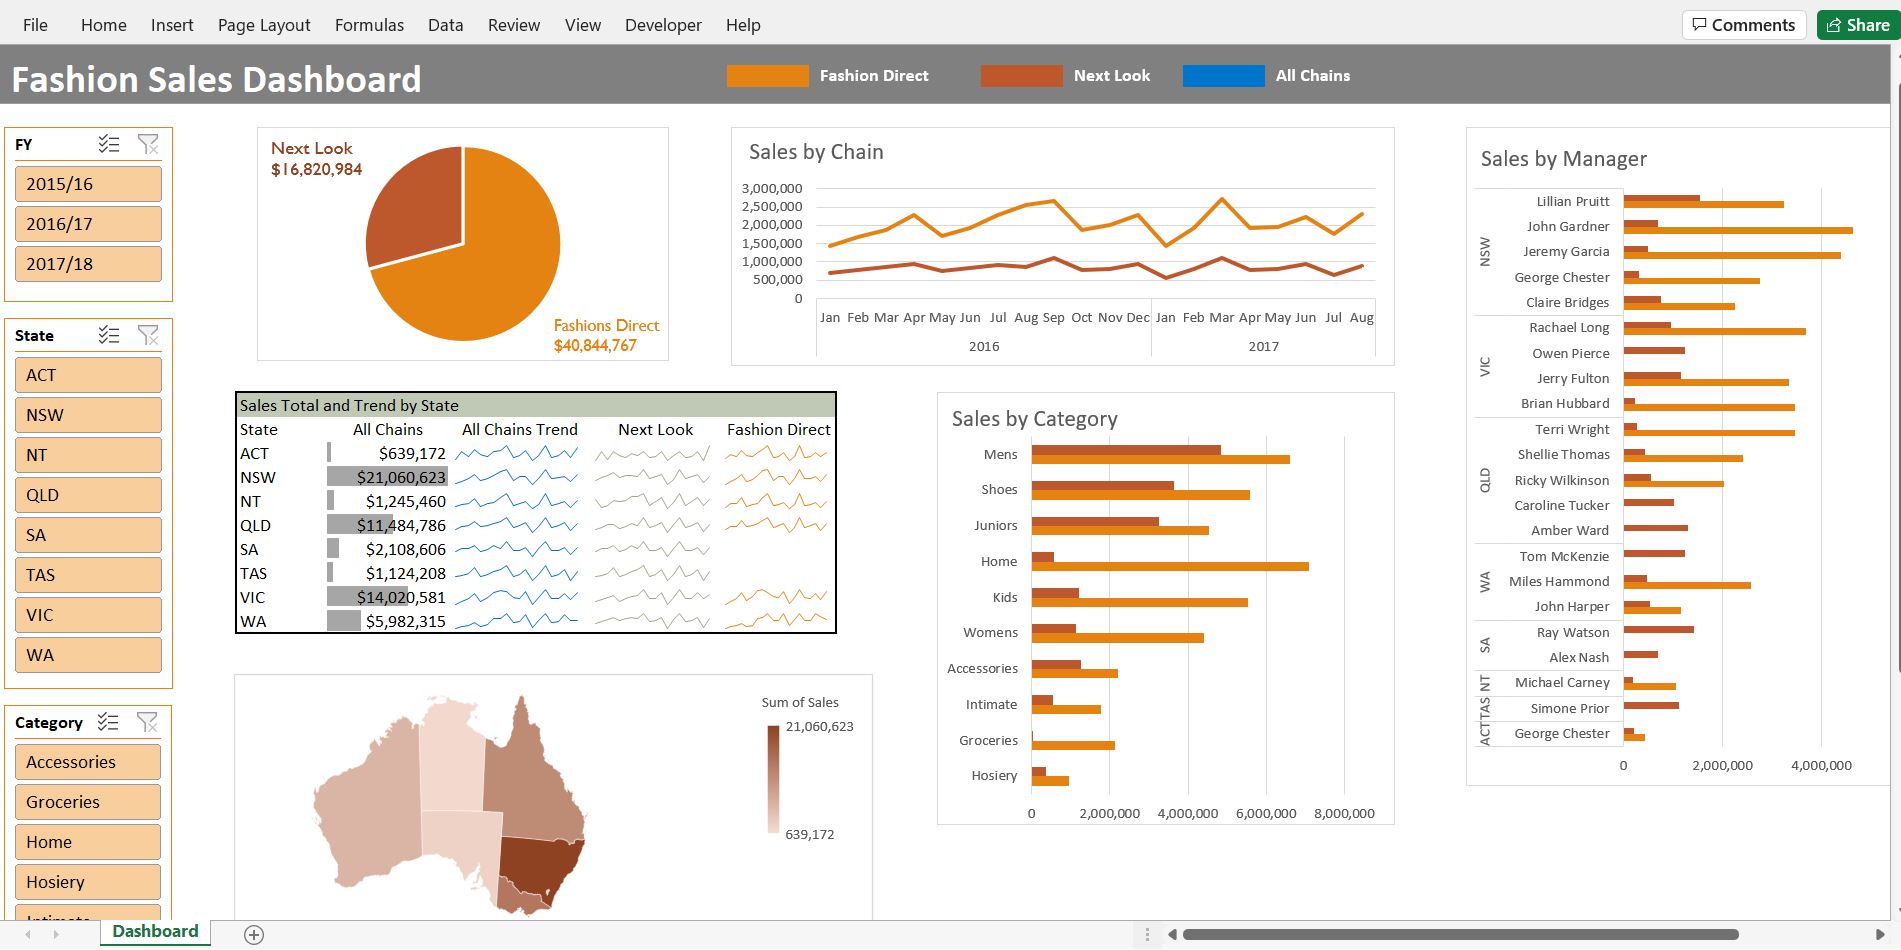 File Home Insert Page Layout Formulas Data Review View Developer Help Comments Share
Fashion Sales Dashboard
Fashion Direct Next Look All Chains
FY
2015/16
2016/17
2017/18
State
ACT
NSW
NT
QLD
SA
TAS
VIC
WA
Category
Accessories
Groceries
Home
Hosiery
Next Look
$16,820,984
Fashions Direct
$40,844,767
Sales by Chain
3,000,000
2,500,000
2,000,000
1,500,000
1,000,000
500,000
0
Jan Feb Mar Apr May Jun Jul Aug Sep Oct Nov Dec Jan Feb Mar Apr May Jun Jul Aug
2016 2017
Sales Total and Trend by State
State All Chains All Chains Trend Next Look Fashion Direct
ACT $639,172
NSW $21,060,623
NT $1,245,460
QLD $11,484,786
SA $2,108,606
TAS $1,124,208
VIC $14,020,581
WA $5,982,315
Sum of Sales
21,060,623
639,172
Sales by Category
Mens
Shoes
Juniors
Home
Kids
Womens
Accessories
Intimate
Groceries
Hosiery
0 2,000,000 4,000,000 6,000,000 8,000,000
Sales by Manager
NSW
Lillian Pruitt
John Gardner
Jeremy Garcia
George Chester
Claire Bridges
VIC
Rachael Long
Owen Pierce
Jerry Fulton
Brian Hubbard
QLD
Terri Wright
Shellie Thomas
Ricky Wilkinson
Caroline Tucker
Amber Ward
WA
Tom McKenzie
Miles Hammond
John Harper
SA
Ray Watson
Alex Nash
NT
Michael Carney
TAS
Simone Prior
ACT
George Chester
0 2,000,000 4,000,000
Dashboard